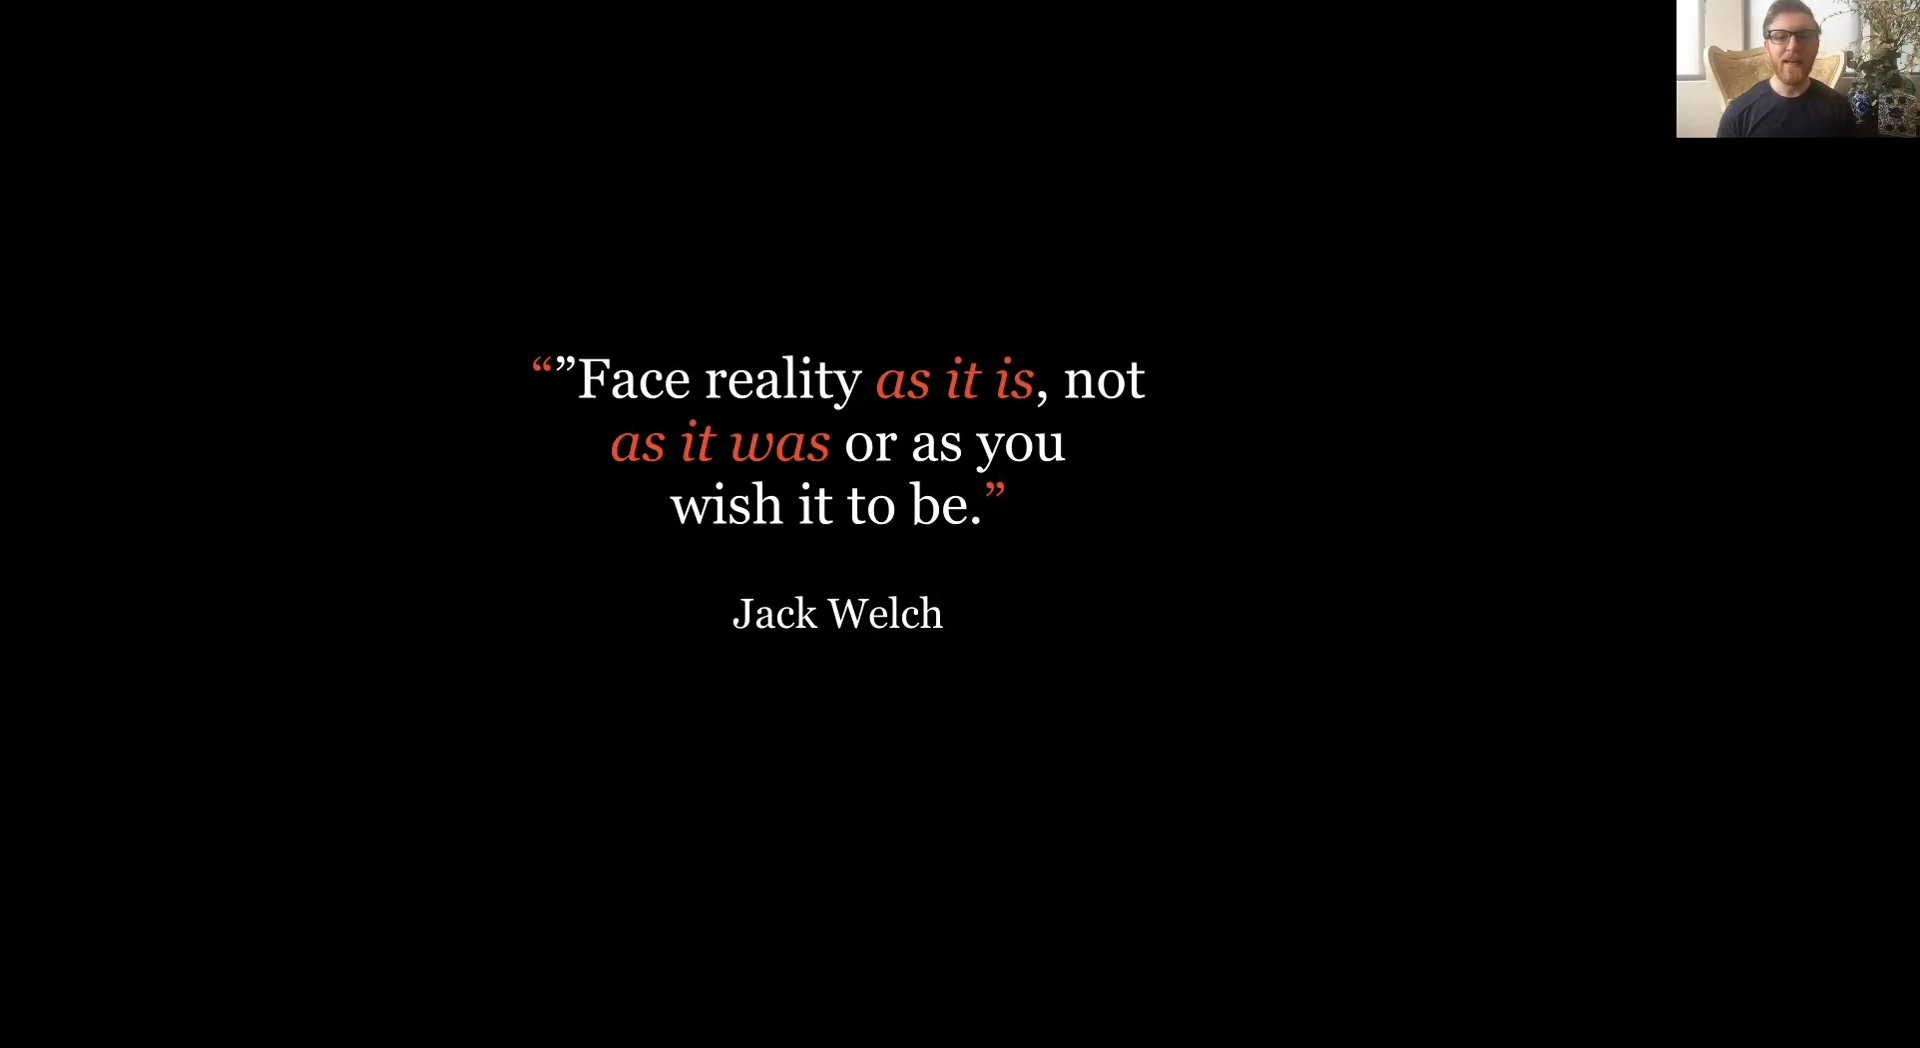 “”Face reality as it is, not
as it was or as you
wish it to be.”
Jack Welch